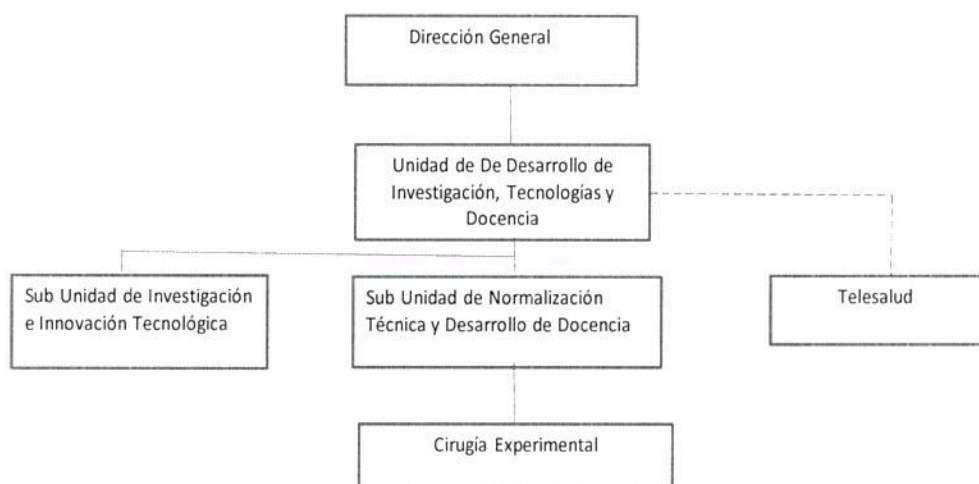 Dirección General
Unidad de De Desarrollo de
Investigación, Tecnologías y
Docencia
Sub Unidad de Investigación
e Innovación Tecnológica
Sub Unidad de Normalización
Técnica y Desarrollo de Docencia
Telesalud
Cirugía Experimental